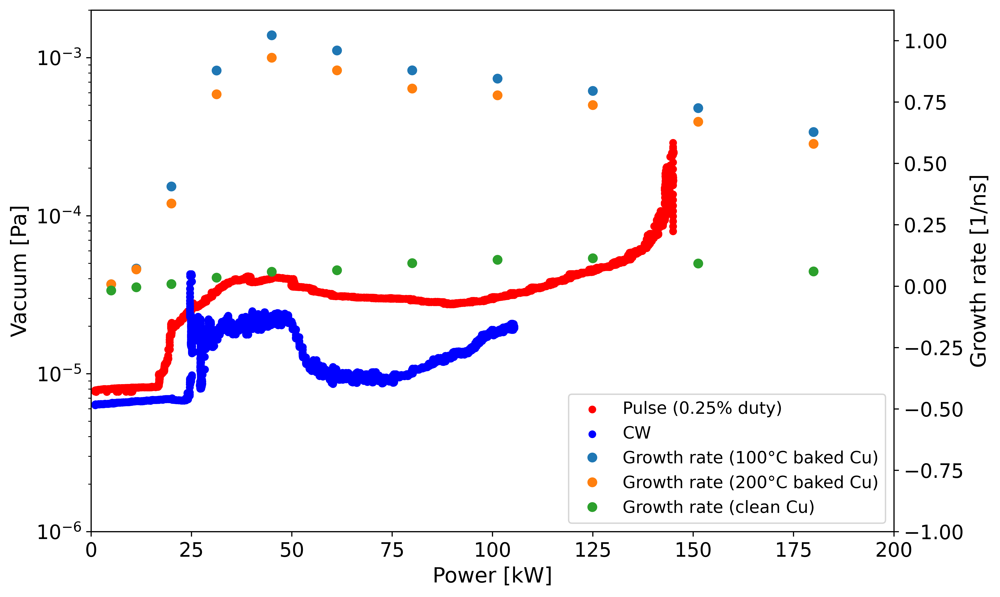 10⁻³
10⁻⁴
10⁻⁵
10⁻⁶
Vacuum [Pa]
1.00
0.75
0.50
0.25
0.00
−0.25
−0.50
−0.75
−1.00
Growth rate [1/ns]
Pulse (0.25% duty)
CW
Growth rate (100°C baked Cu)
Growth rate (200°C baked Cu)
Growth rate (clean Cu)
0 25 50 75 100 125 150 175 200
Power [kW]